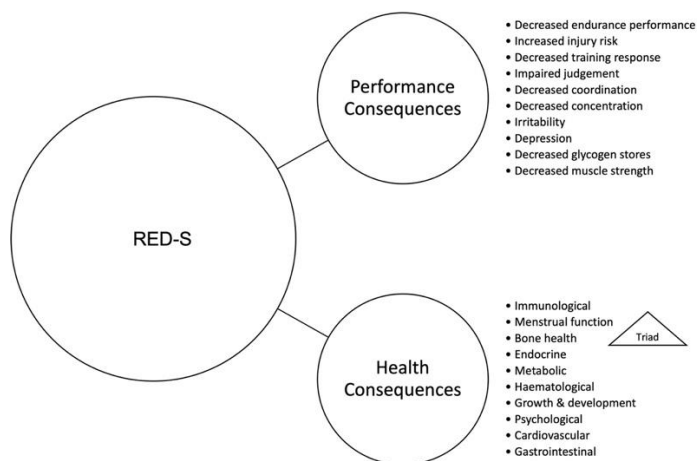 RED-S
Performance
Consequences
• Decreased endurance performance
• Increased injury risk
• Decreased training response
• Impaired judgement
• Decreased coordination
• Decreased concentration
• Irritability
• Depression
• Decreased glycogen stores
• Decreased muscle strength
Health
Consequences
• Immunological
• Menstrual function
• Bone health
• Endocrine
• Metabolic
• Haematological
• Growth & development
• Psychological
• Cardiovascular
• Gastrointestinal
Triad